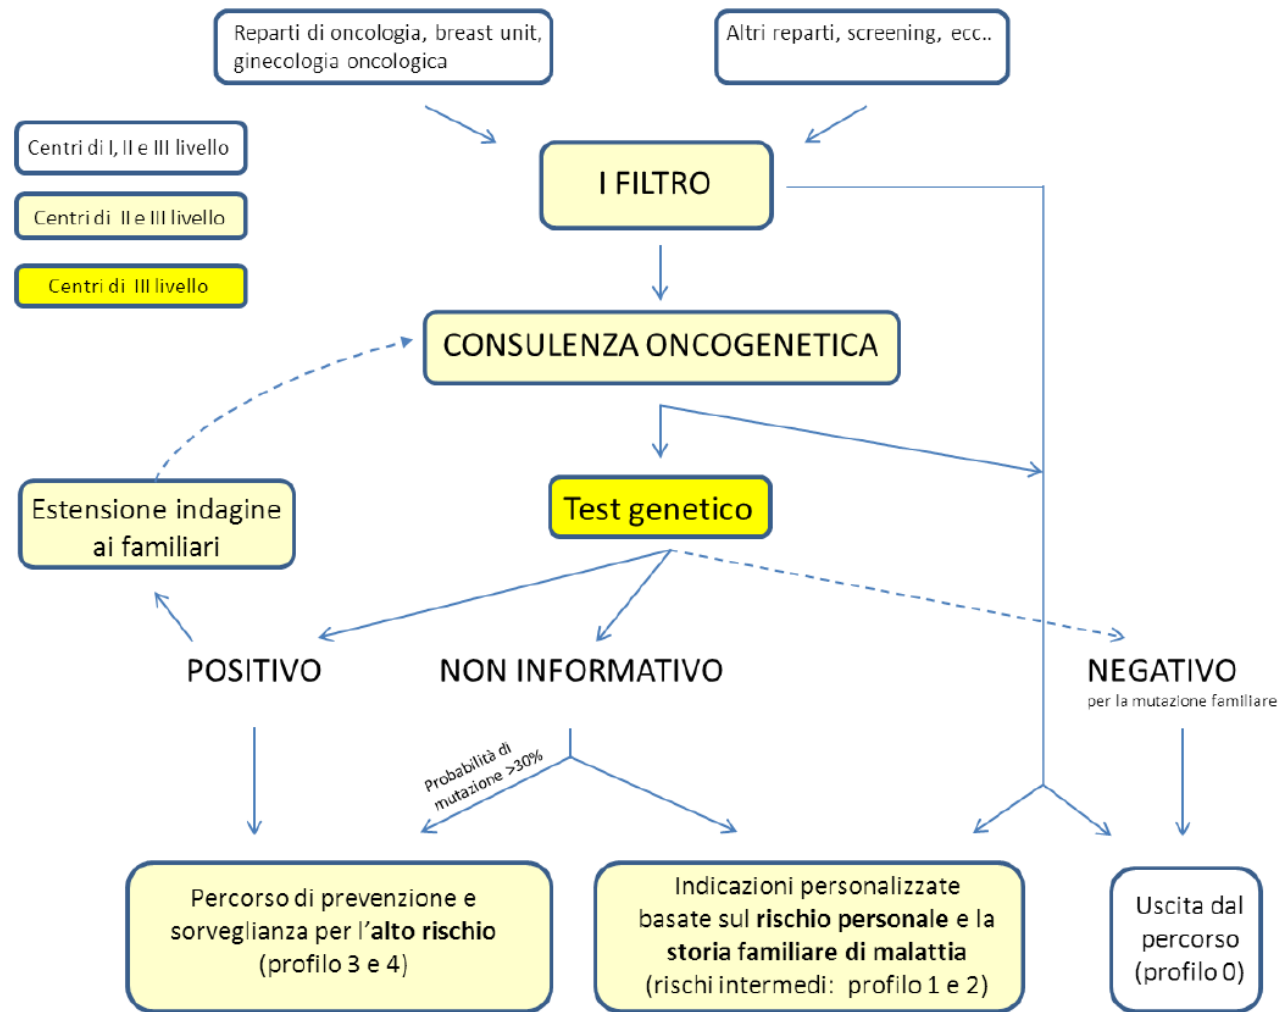 Reparti di oncologia, breast unit,
ginecologia oncologica
Altri reparti, screening, ecc..
Centri di I, II e III livello
Centri di II e III livello
Centri di III livello
I FILTRO
CONSULENZA ONCOGENETICA
Estensione indagine
ai familiari
Test genetico
POSITIVO
NON INFORMATIVO
NEGATIVO
per la mutazione familiare
Probabilità di
mutazione >30%
Percorso di prevenzione e
sorveglianza per l'alto rischio
(profilo 3 e 4)
Indicazioni personalizzate
basate sul rischio personale e la
storia familiare di malattia
(rischi intermedi: profilo 1 e 2)
Uscita dal
percorso
(profilo 0)